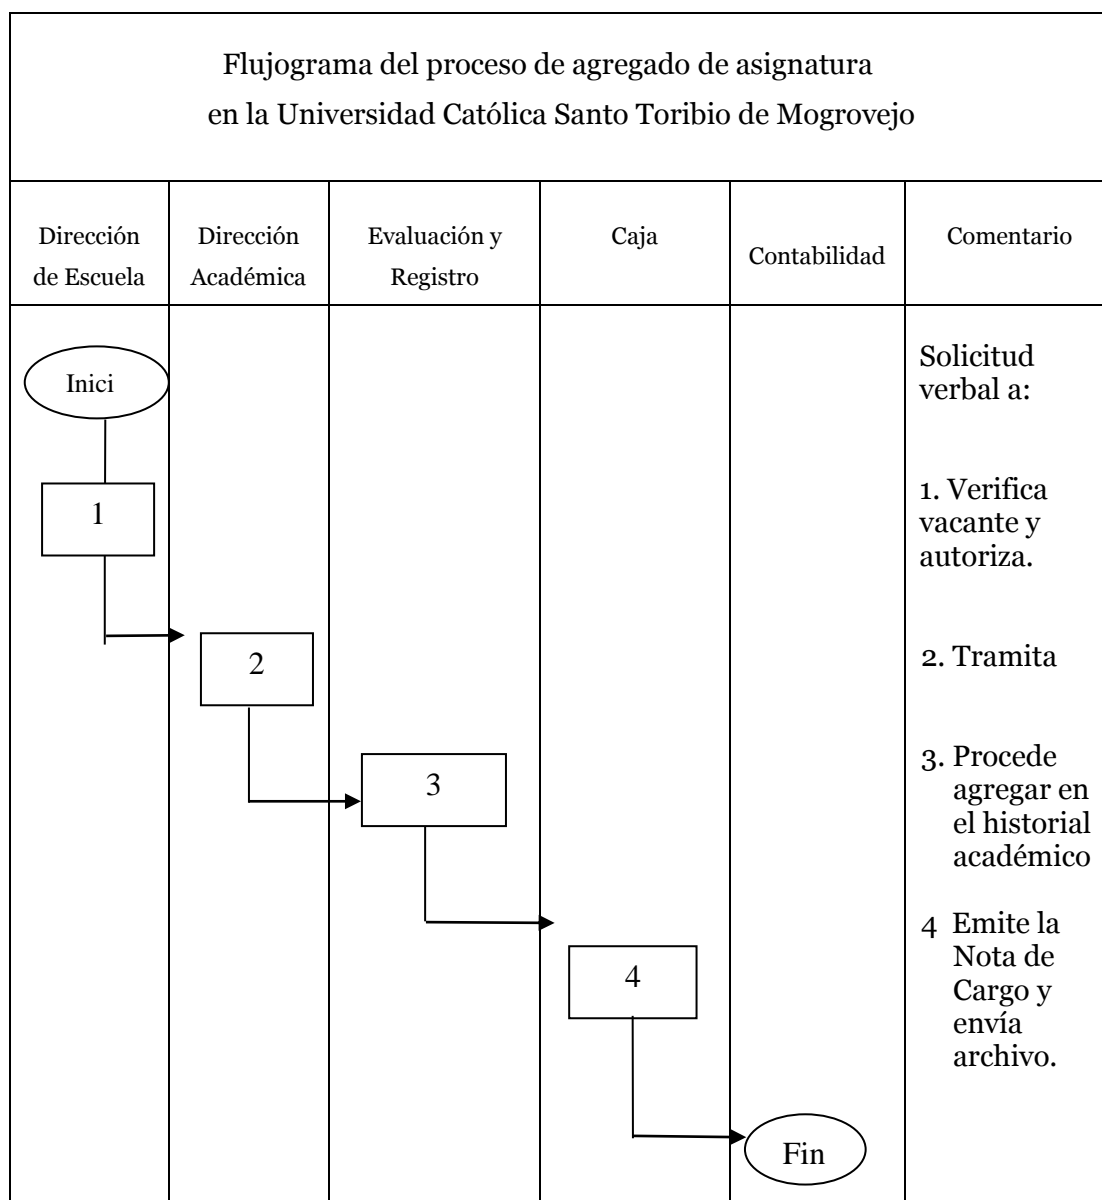 Flujograma del proceso de agregado de asignatura
en la Universidad Católica Santo Toribio de Mogrovejo
Dirección
de Escuela
Dirección
Académica
Evaluación y
Registro
Caja
Contabilidad
Comentario
Inici
Solicitud
verbal a:
1
1. Verifica
vacante y
autoriza.
2
2. Tramita
3
3. Procede
agregar en
el historial
académico
4
4 Emite la
Nota de
Cargo y
envía
archivo.
Fin